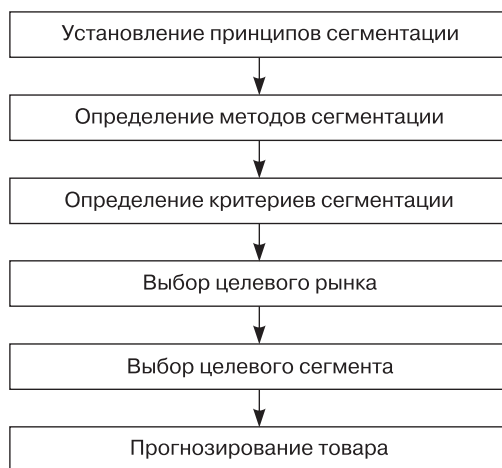 Установление принципов сегментации
Определение методов сегментации
Определение критериев сегментации
Выбор целевого рынка
Выбор целевого сегмента
Прогнозирование товара